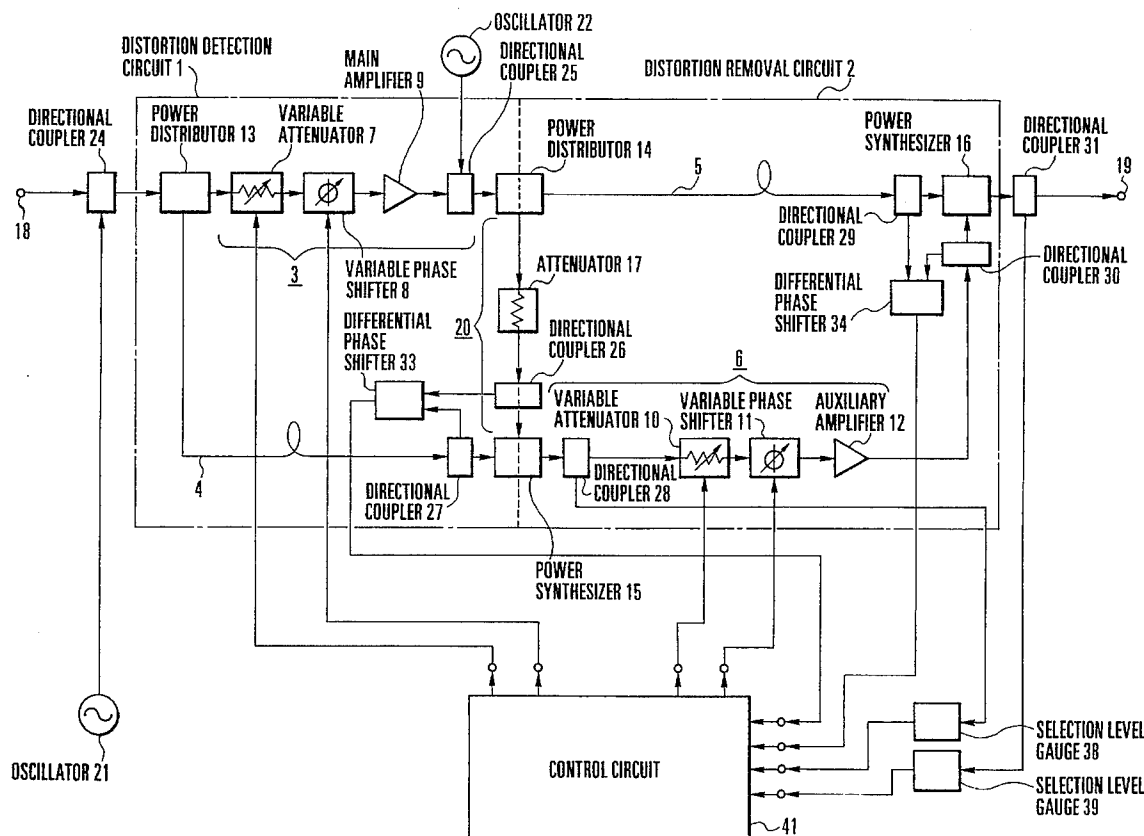 OSCILLATOR 22
DISTORTION DETECTION
CIRCUIT 1
MAIN
AMPLIFIER 9
DIRECTIONAL
COUPLER 25
DISTORTION REMOVAL CIRCUIT 2
DIRECTIONAL
COUPLER 24
POWER
DISTRIBUTOR 13
VARIABLE
ATTENUATOR 7
POWER
DISTRIBUTOR 14
POWER
SYNTHESIZER 16
DIRECTIONAL
COUPLER 31
18
5
19
3
VARIABLE PHASE
SHIFTER 8
ATTENUATOR 17
DIRECTIONAL
COUPLER 29
DIRECTIONAL
COUPLER 30
20
DIFFERENTIAL
PHASE
SHIFTER 33
DIRECTIONAL
COUPLER 26
DIFFERENTIAL
PHASE
SHIFTER 34
6
VARIABLE
ATTENUATOR 10
VARIABLE PHASE
SHIFTER 11
AUXILIARY
AMPLIFIER 12
4
DIRECTIONAL
COUPLER 27
DIRECTIONAL
COUPLER 28
POWER
SYNTHESIZER 15
OSCILLATOR 21
CONTROL CIRCUIT
SELECTION LEVEL
GAUGE 38
SELECTION LEVEL
GAUGE 39
41